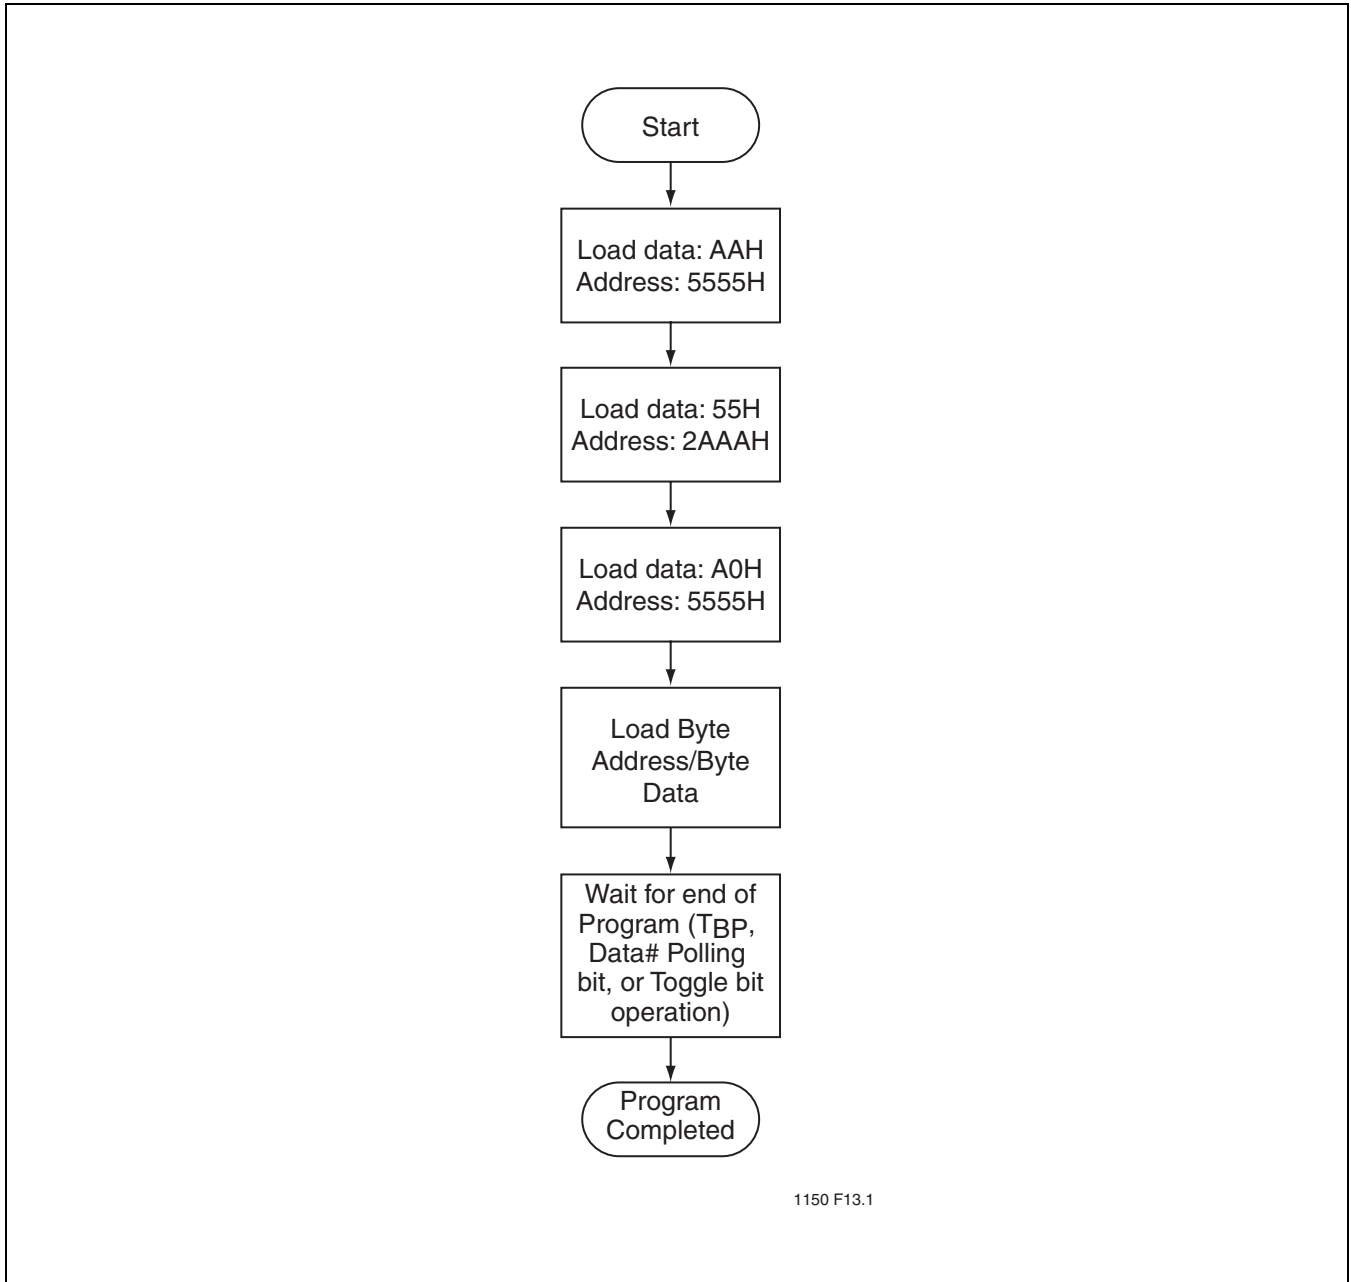 Start
Load data: AAH
Address: 5555H
Load data: 55H
Address: 2AAAH
Load data: A0H
Address: 5555H
Load Byte
Address/Byte
Data
Wait for end of
Program (TBP,
Data# Polling
bit, or Toggle bit
operation)
Program
Completed
1150 F13.1